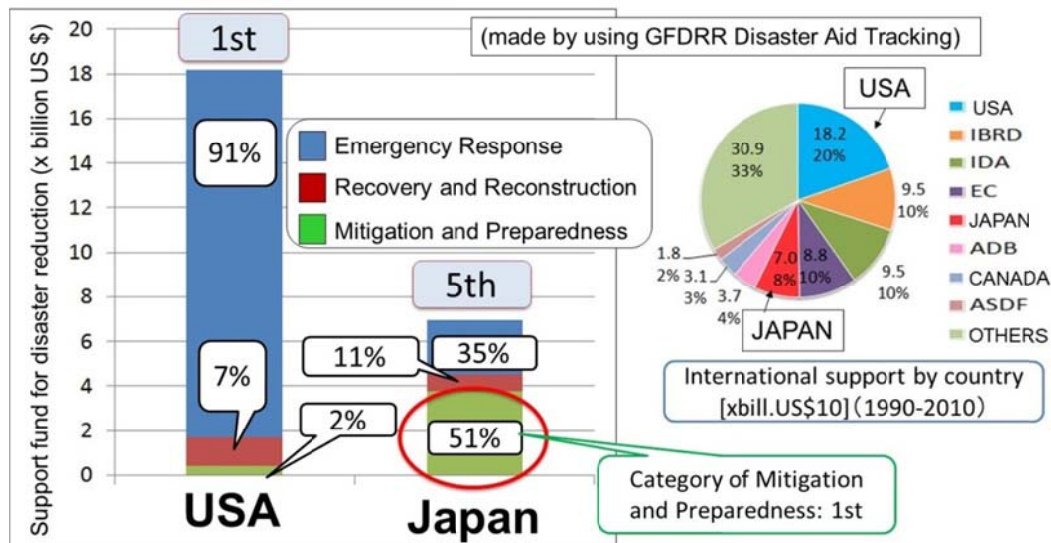 Support fund for disaster reduction (x billion US $)
20
18
16
14
12
10
8
6
4
2
0
1st
91%
7%
2%
USA
5th
35%
11%
51%
Japan
Emergency Response
Recovery and Reconstruction
Mitigation and Preparedness
(made by using GFDRR Disaster Aid Tracking)
USA
18.2
20%
9.5
10%
9.5
10%
8.8
10%
7.0
8%
3.7
4%
3.1
3%
1.8
2%
30.9
33%
JAPAN
USA
IBRD
IDA
EC
JAPAN
ADB
CANADA
ASDF
OTHERS
International support by country
[xbill.US$10](1990-2010)
Category of Mitigation
and Preparedness: 1st